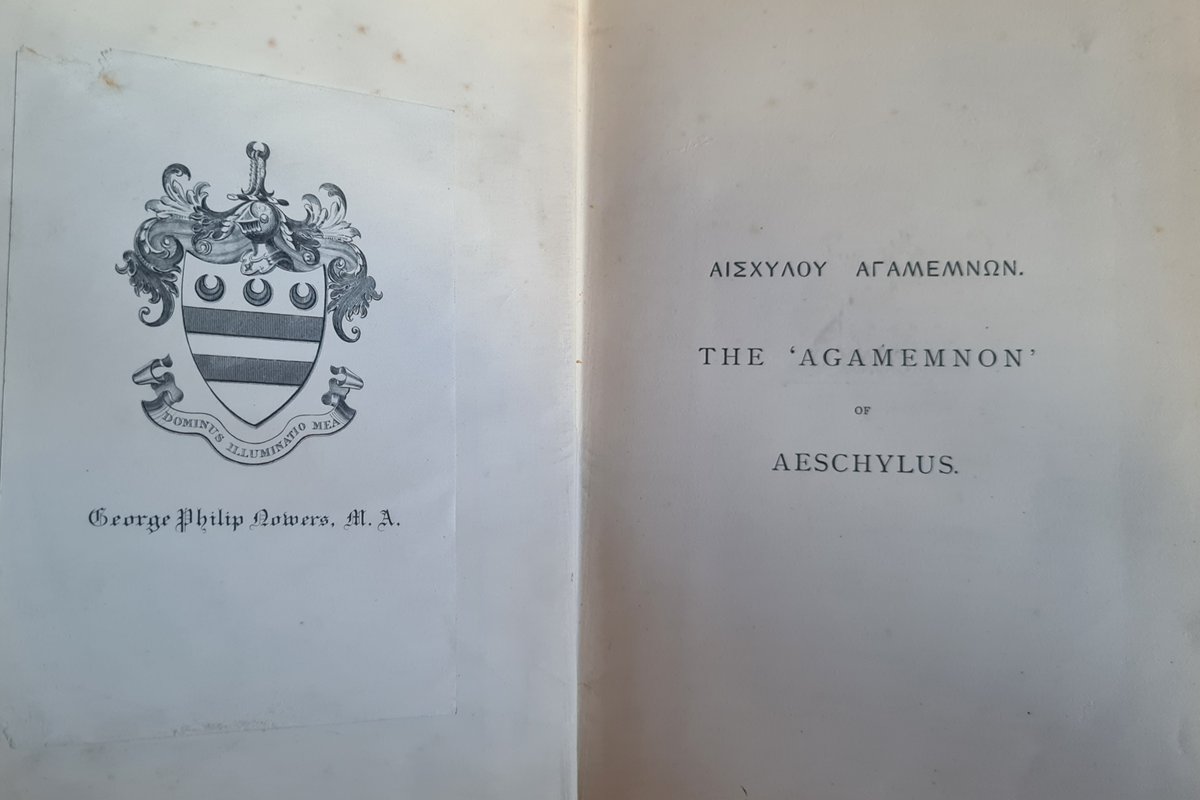 DOMINUS ILLUMINATIO MEA
George Philip Nowers, M. A.
ΑΙΣΧΥΛΟΥ ΑΓΑΜΕΜΝΩΝ.
THE ‘AGAMEMNON’
OF
AESCHYLUS.